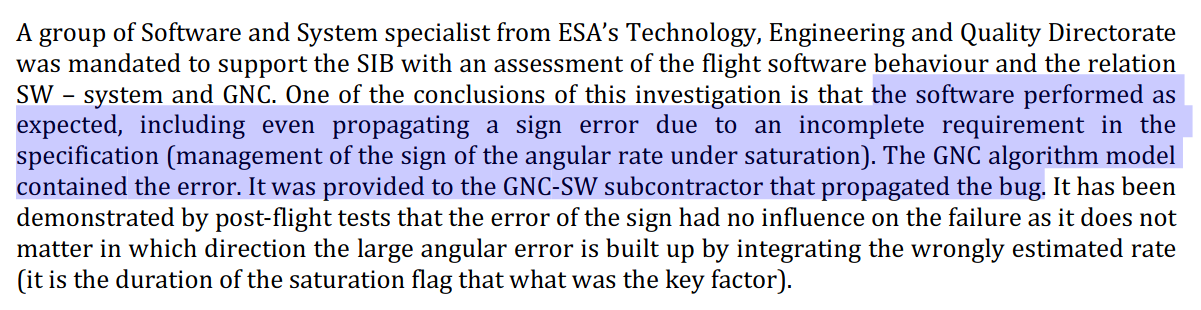 A group of Software and System specialist from ESA’s Technology, Engineering and Quality Directorate
was mandated to support the SIB with an assessment of the flight software behaviour and the relation
SW – system and GNC. One of the conclusions of this investigation is that the software performed as
expected, including even propagating a sign error due to an incomplete requirement in the
specification (management of the sign of the angular rate under saturation). The GNC algorithm model
contained the error. It was provided to the GNC-SW subcontractor that propagated the bug. It has been
demonstrated by post-flight tests that the error of the sign had no influence on the failure as it does not
matter in which direction the large angular error is built up by integrating the wrongly estimated rate
(it is the duration of the saturation flag that what was the key factor).